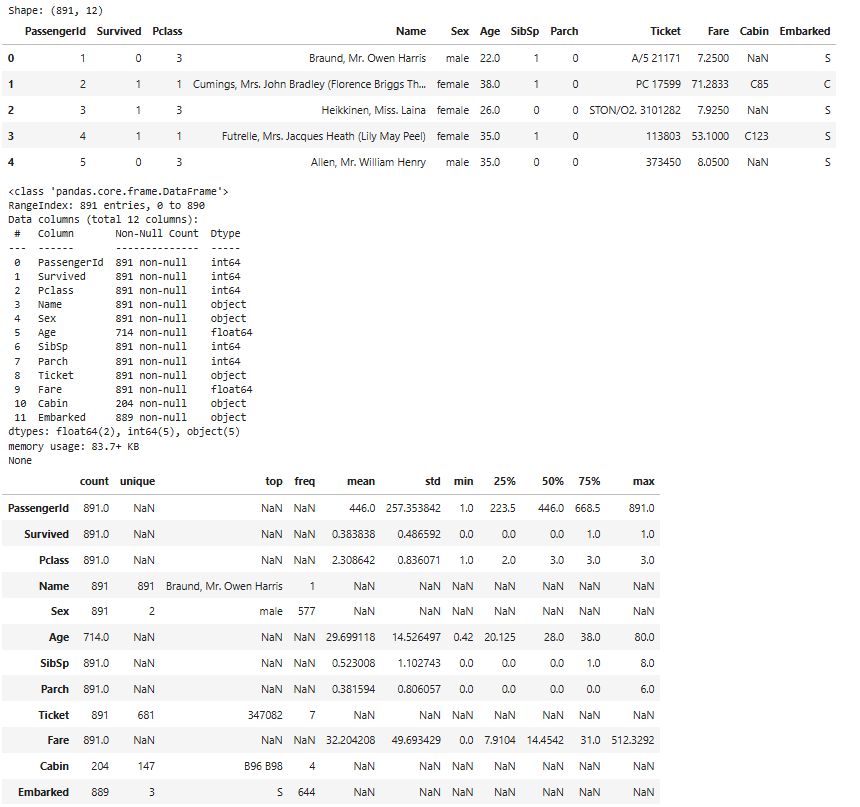 Shape: (891, 12)
PassengerId Survived Pclass Name Sex Age SibSp Parch Ticket Fare Cabin Embarked
0 1 0 3 Braund, Mr. Owen Harris male 22.0 1 0 A/5 21171 7.2500 NaN S
1 2 1 1 Cumings, Mrs. John Bradley (Florence Briggs Th... female 38.0 1 0 PC 17599 71.2833 C85 C
2 3 1 3 Heikkinen, Miss. Laina female 26.0 0 0 STON/O2. 3101282 7.9250 NaN S
3 4 1 1 Futrelle, Mrs. Jacques Heath (Lily May Peel) female 35.0 1 0 113803 53.1000 C123 S
4 5 0 3 Allen, Mr. William Henry male 35.0 0 0 373450 8.0500 NaN S
<class 'pandas.core.frame.DataFrame'>
RangeIndex: 891 entries, 0 to 890
Data columns (total 12 columns):
# Column Non-Null Count Dtype
--- ------ -------------- -----
0 PassengerId 891 non-null int64
1 Survived 891 non-null int64
2 Pclass 891 non-null int64
3 Name 891 non-null object
4 Sex 891 non-null object
5 Age 714 non-null float64
6 SibSp 891 non-null int64
7 Parch 891 non-null int64
8 Ticket 891 non-null object
9 Fare 891 non-null float64
10 Cabin 204 non-null object
11 Embarked 889 non-null object
dtypes: float64(2), int64(5), object(5)
memory usage: 83.7+ KB
None
count unique top freq mean std min 25% 50% 75% max
PassengerId 891.0 NaN NaN NaN 446.0 257.353842 1.0 223.5 446.0 668.5 891.0
Survived 891.0 NaN NaN NaN 0.383838 0.486592 0.0 0.0 0.0 1.0 1.0
Pclass 891.0 NaN NaN NaN 2.308642 0.836071 1.0 2.0 3.0 3.0 3.0
Name 891 891 Braund, Mr. Owen Harris 1 NaN NaN NaN NaN NaN NaN NaN
Sex 891 2 male 577 NaN NaN NaN NaN NaN NaN NaN
Age 714.0 NaN NaN NaN 29.699118 14.526497 0.42 20.125 28.0 38.0 80.0
SibSp 891.0 NaN NaN NaN 0.523008 1.102743 0.0 0.0 0.0 1.0 8.0
Parch 891.0 NaN NaN NaN 0.381594 0.806057 0.0 0.0 0.0 0.0 6.0
Ticket 891 681 347082 7 NaN NaN NaN NaN NaN NaN NaN
Fare 891.0 NaN NaN NaN 32.204208 49.693429 0.0 7.9104 14.4542 31.0 512.3292
Cabin 204 147 B96 B98 4 NaN NaN NaN NaN NaN NaN NaN
Embarked 889 3 S 644 NaN NaN NaN NaN NaN NaN NaN